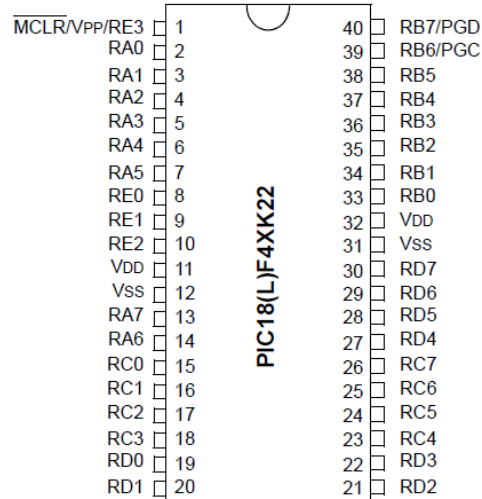 MCLR/VPP/RE3 1 40 RB7/PGD
RA0 2 39 RB6/PGC
RA1 3 38 RB5
RA2 4 37 RB4
RA3 5 36 RB3
RA4 6 35 RB2
RA5 7 34 RB1
RE0 8 33 RB0
RE1 9 32 VDD
RE2 10 31 VSS
VDD 11 30 RD7
VSS 12 29 RD6
RA7 13 28 RD5
RA6 14 27 RD4
RC0 15 26 RC7
RC1 16 25 RC6
RC2 17 24 RC5
RC3 18 23 RC4
RD0 19 22 RD3
RD1 20 21 RD2
PIC18(L)F4XK22